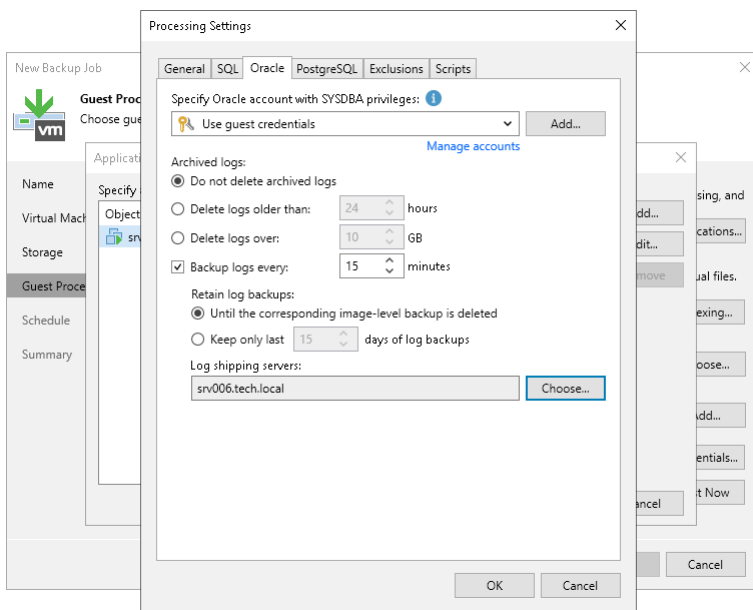 Processing Settings
New Backup Job
Guest Proc
Choose gue
vm
Name
Virtual Mach
Storage
Guest Proce
Schedule
Summary
Applicati
Specify
Object
srv
General SQL Oracle PostgreSQL Exclusions Scripts
Specify Oracle account with SYSDBA privileges:
Use guest credentials Add...
Manage accounts
Archived logs:
Do not delete archived logs
Delete logs older than: 24 hours
Delete logs over: 10 GB
Backup logs every: 15 minutes
Retain log backups:
Until the corresponding image-level backup is deleted
Keep only last 15 days of log backups
Log shipping servers:
srv006.tech.local Choose...
OK Cancel
dd...
dit...
move
ancel
sing, and
cations...
ual files.
exing...
oose...
Add...
entials...
st Now
Cancel